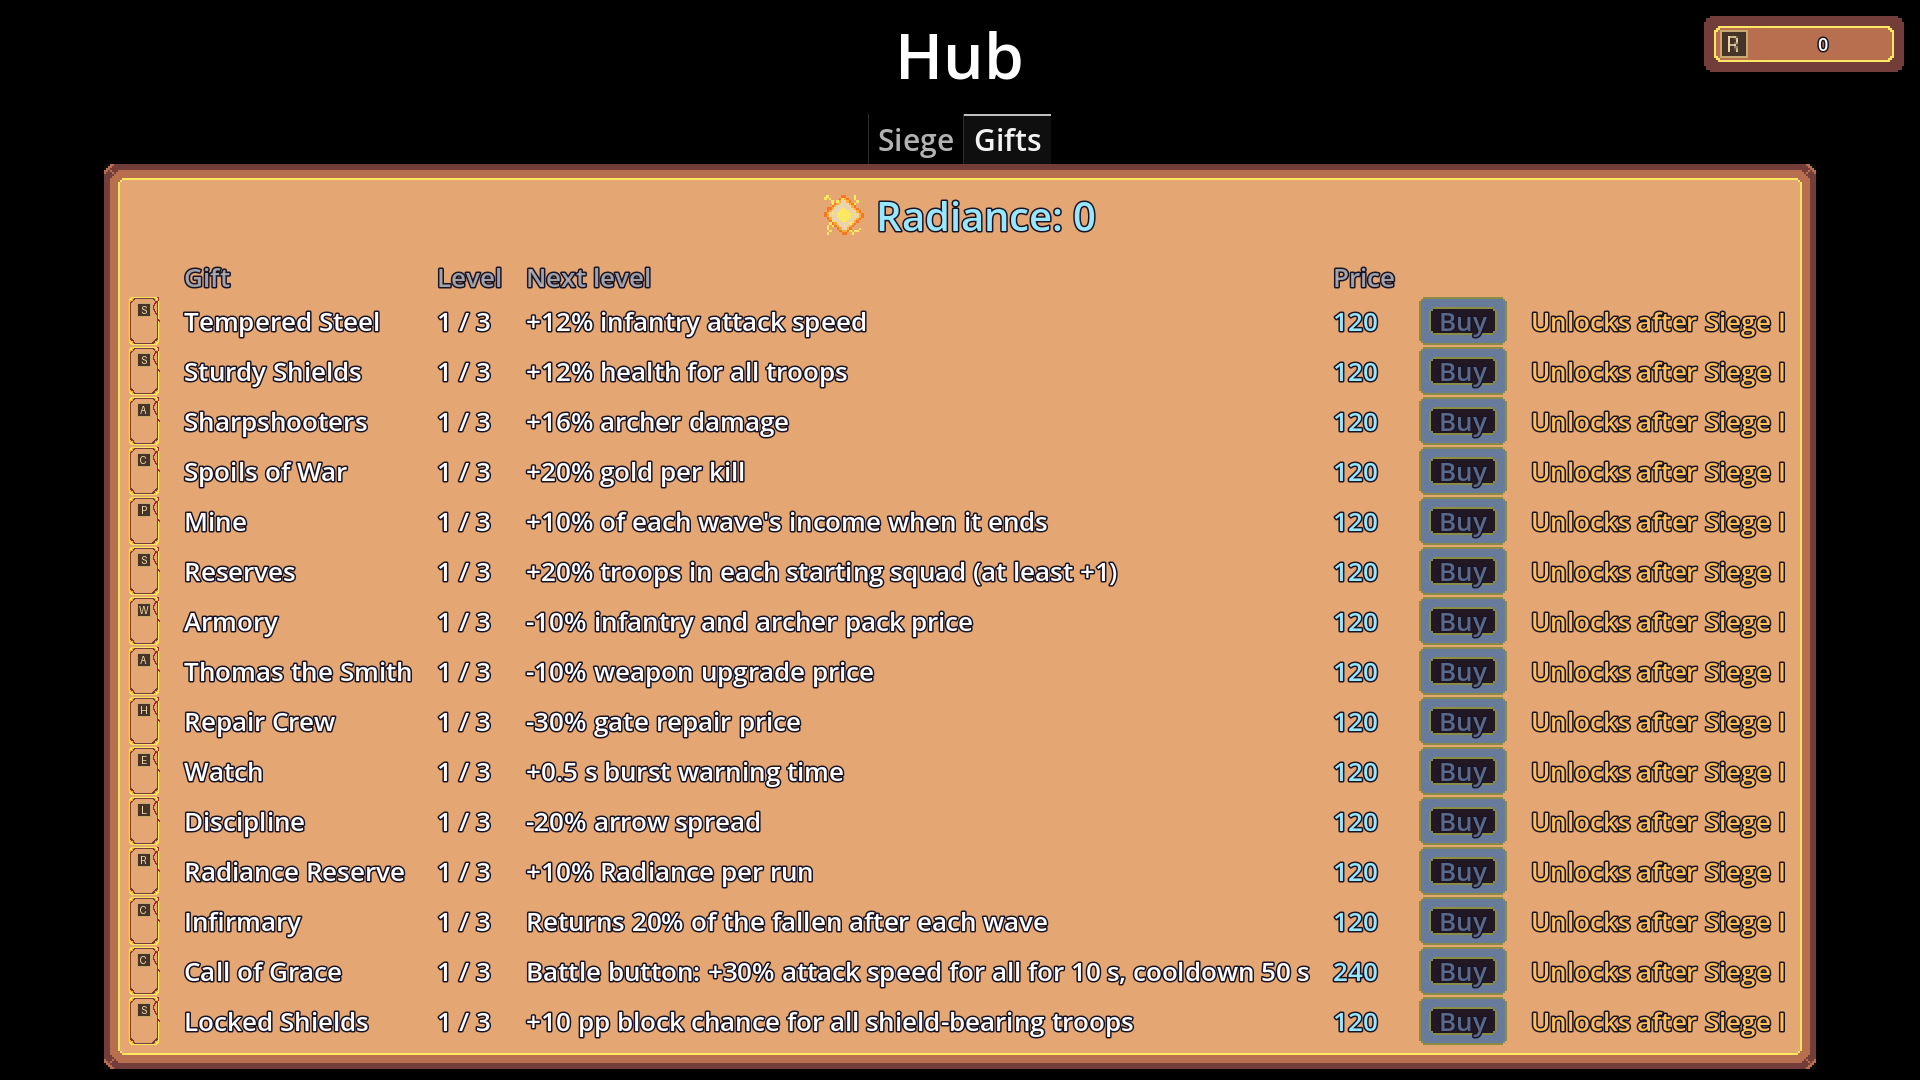 Hub
R 0
Siege Gifts
Radiance: 0
Gift Level Next level Price
S Tempered Steel 1 / 3 +12% infantry attack speed 120 Buy Unlocks after Siege I
S Sturdy Shields 1 / 3 +12% health for all troops 120 Buy Unlocks after Siege I
A Sharpshooters 1 / 3 +16% archer damage 120 Buy Unlocks after Siege I
C Spoils of War 1 / 3 +20% gold per kill 120 Buy Unlocks after Siege I
P Mine 1 / 3 +10% of each wave's income when it ends 120 Buy Unlocks after Siege I
S Reserves 1 / 3 +20% troops in each starting squad (at least +1) 120 Buy Unlocks after Siege I
W Armory 1 / 3 -10% infantry and archer pack price 120 Buy Unlocks after Siege I
A Thomas the Smith 1 / 3 -10% weapon upgrade price 120 Buy Unlocks after Siege I
H Repair Crew 1 / 3 -30% gate repair price 120 Buy Unlocks after Siege I
E Watch 1 / 3 +0.5 s burst warning time 120 Buy Unlocks after Siege I
L Discipline 1 / 3 -20% arrow spread 120 Buy Unlocks after Siege I
R Radiance Reserve 1 / 3 +10% Radiance per run 120 Buy Unlocks after Siege I
C Infirmary 1 / 3 Returns 20% of the fallen after each wave 120 Buy Unlocks after Siege I
C Call of Grace 1 / 3 Battle button: +30% attack speed for all for 10 s, cooldown 50 s 240 Buy Unlocks after Siege I
S Locked Shields 1 / 3 +10 pp block chance for all shield-bearing troops 120 Buy Unlocks after Siege I